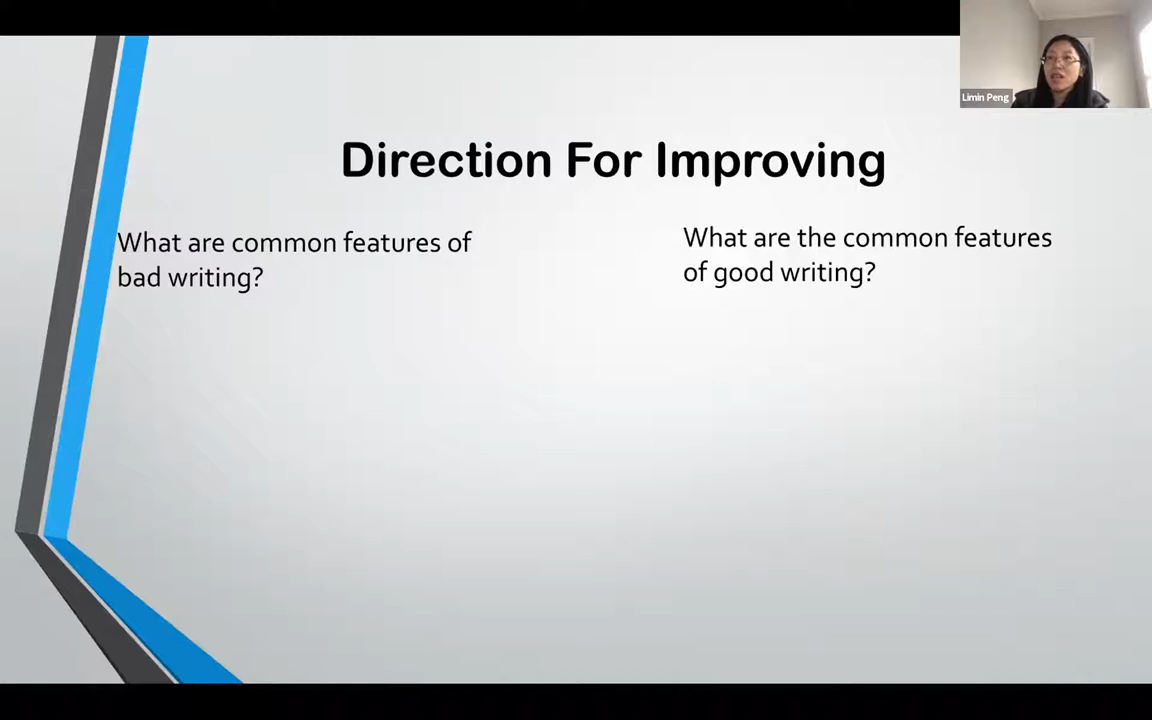 Limin Peng
Direction For Improving
What are common features of
bad writing?
What are the common features
of good writing?